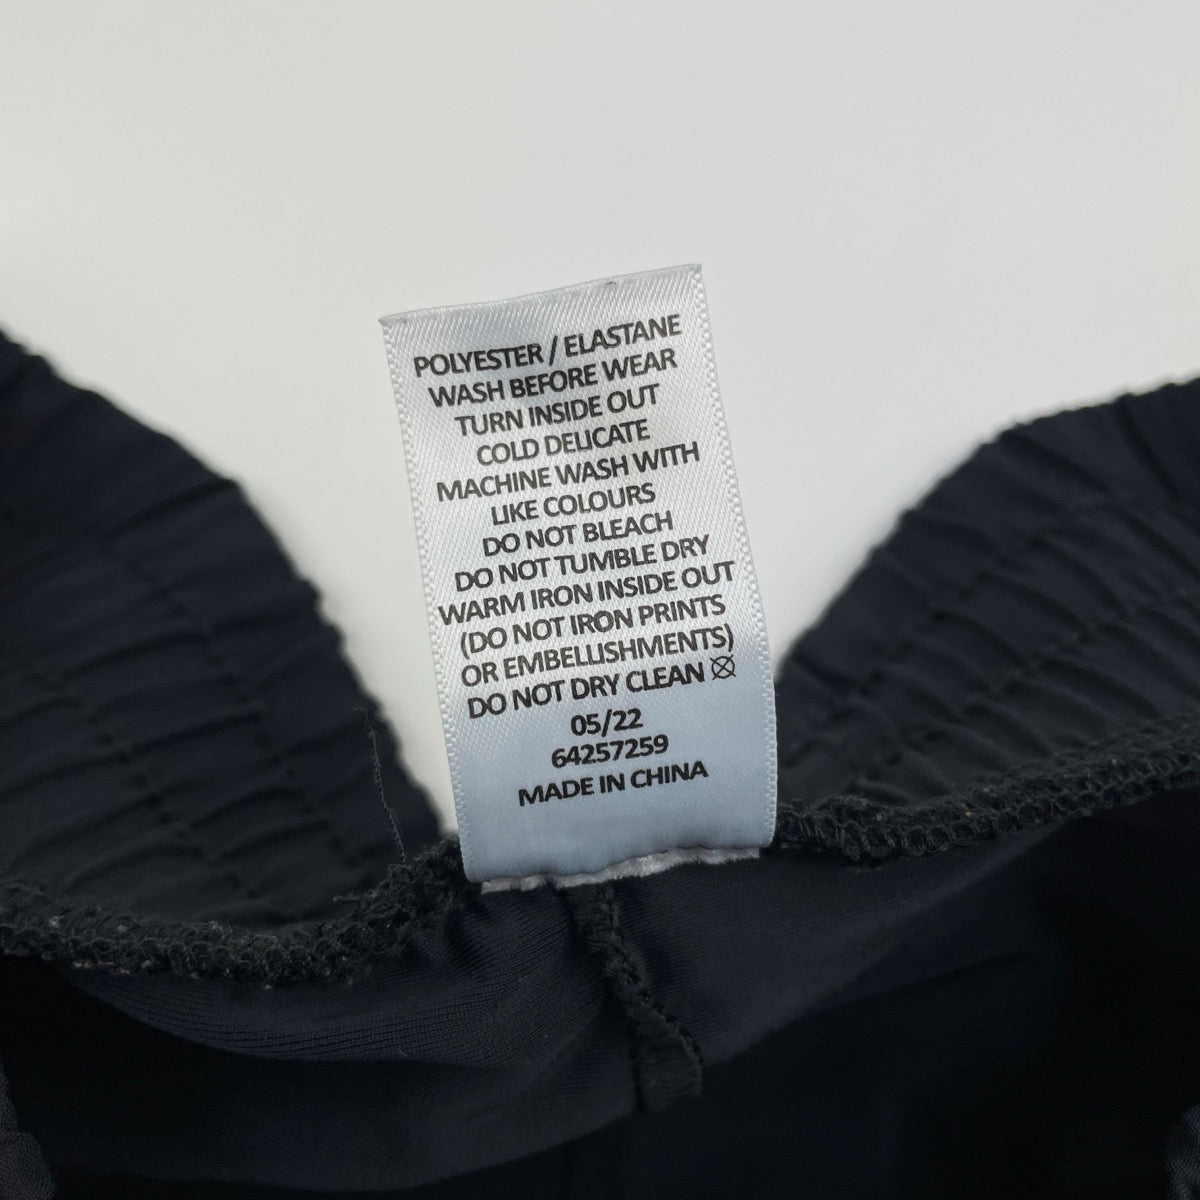 POLYESTER / ELASTANE
WASH BEFORE WEAR
TURN INSIDE OUT
COLD DELICATE
MACHINE WASH WITH
LIKE COLOURS
DO NOT BLEACH
DO NOT TUMBLE DRY
WARM IRON INSIDE OUT
(DO NOT IRON PRINTS
OR EMBELLISHMENTS)
DO NOT DRY CLEAN
05/22
64257259
MADE IN CHINA